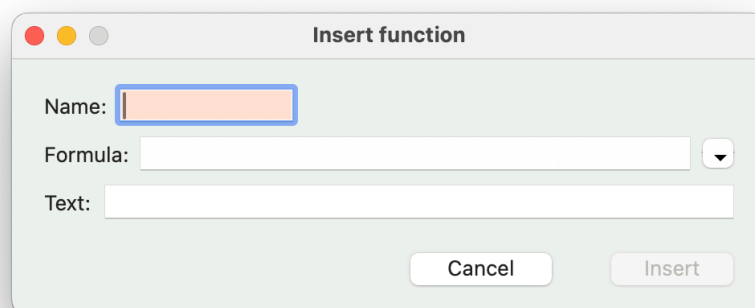 Insert function
Name:
Formula:
Text:
Cancel Insert